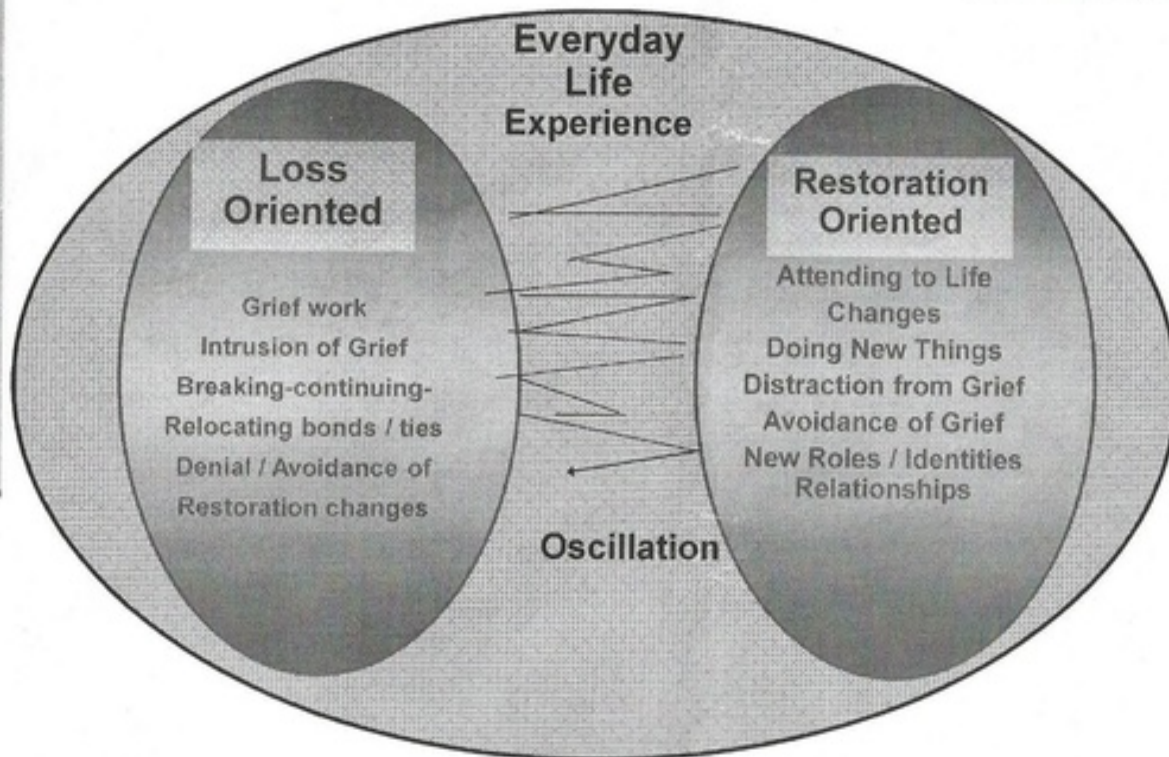 Everyday
Life
Experience
Loss
Oriented
Grief work
Intrusion of Grief
Breaking-continuing-
Relocating bonds / ties
Denial / Avoidance of
Restoration changes
Restoration
Oriented
Attending to Life
Changes
Doing New Things
Distraction from Grief
Avoidance of Grief
New Roles / Identities
Relationships
Oscillation